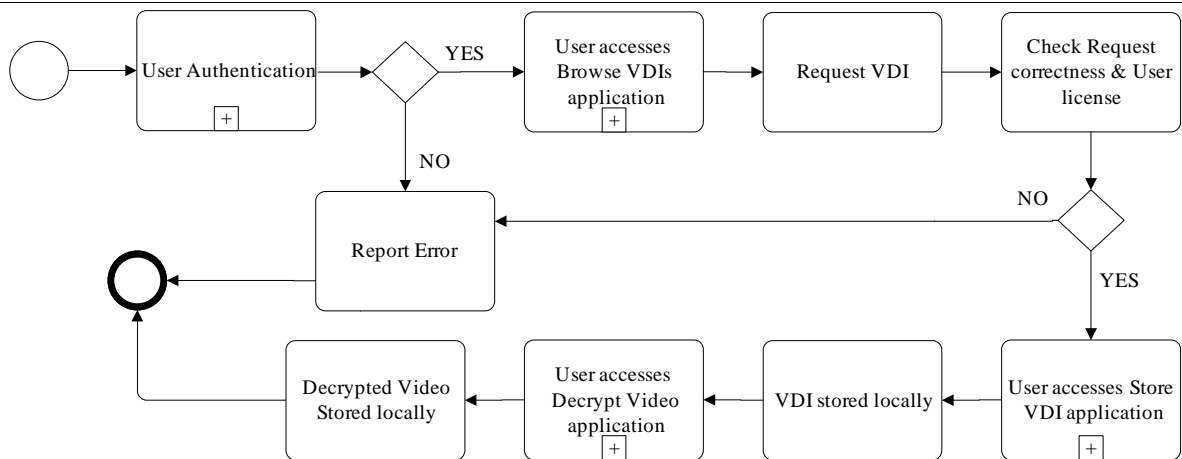 User Authentication
+
YES
NO
User accesses
Browse VDIs
application
+
Request VDI
Check Request
correctness & User
license
NO
YES
Report Error
Decrypted Video
Stored locally
User accesses
Decrypt Video
application
+
VDI stored locally
User accesses Store
VDI application
+